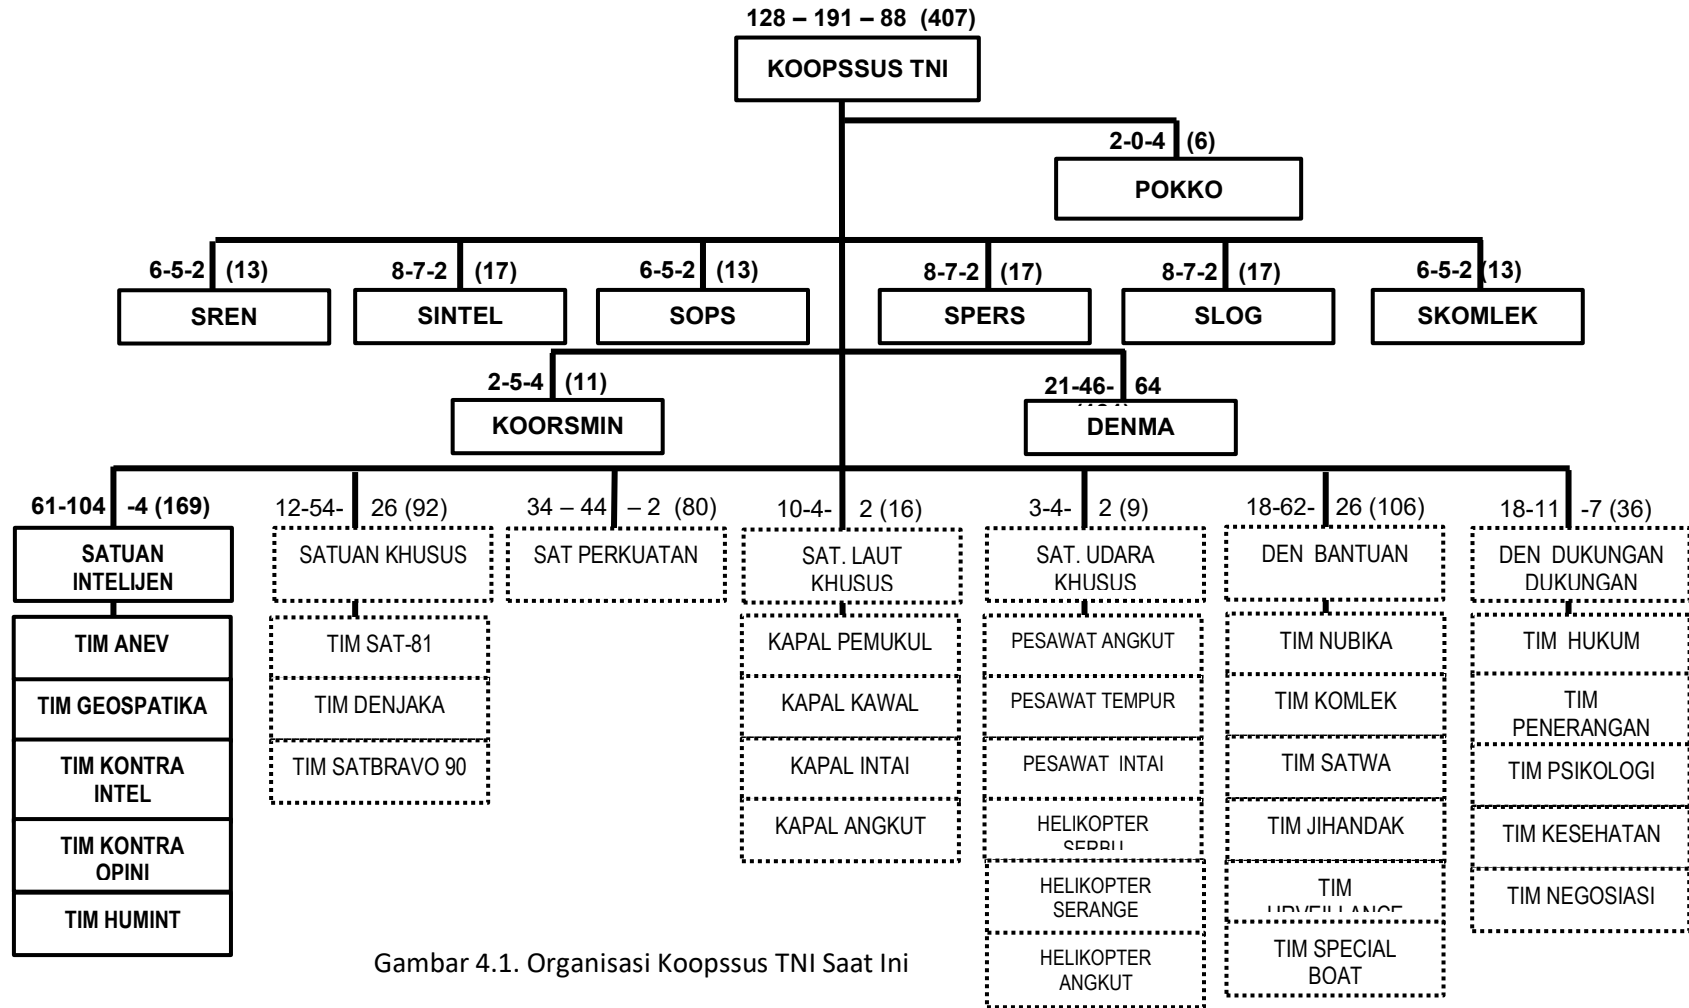 128 – 191 – 88 (407)
KOOPSSUS TNI
2-0-4 (6)
POKKO
6-5-2 (13)
SREN
8-7-2 (17)
SINTEL
6-5-2 (13)
SOPS
8-7-2 (17)
SPERS
8-7-2 (17)
SLOG
6-5-2 (13)
SKOMLEK
2-5-4 (11)
KOORSMIN
21-46- 64
DENMA
61-104 -4 (169)
SATUAN
INTELIJEN
TIM ANEV
TIM GEOSPATIKA
TIM KONTRA
INTEL
TIM KONTRA
OPINI
TIM HUMINT
12-54- 26 (92)
SATUAN KHUSUS
TIM SAT-81
TIM DENJAKA
TIM SATBRAVO 90
34 – 44 – 2 (80)
SAT PERKUATAN
10-4- 2 (16)
SAT. LAUT
KHUSUS
KAPAL PEMUKUL
KAPAL KAWAL
KAPAL INTAI
KAPAL ANGKUT
3-4- 2 (9)
SAT. UDARA
KHUSUS
PESAWAT ANGKUT
PESAWAT TEMPUR
PESAWAT INTAI
HELIKOPTER
SERBU
HELIKOPTER
SERANGE
HELIKOPTER
ANGKUT
18-62- 26 (106)
DEN BANTUAN
TIM NUBIKA
TIM KOMLEK
TIM SATWA
TIM JIHANDAK
TIM
TIM SPECIAL
BOAT
18-11 -7 (36)
DEN DUKUNGAN
DUKUNGAN
TIM HUKUM
TIM
PENERANGAN
TIM PSIKOLOGI
TIM KESEHATAN
TIM NEGOSIASI
Gambar 4.1. Organisasi Koopssus TNI Saat Ini